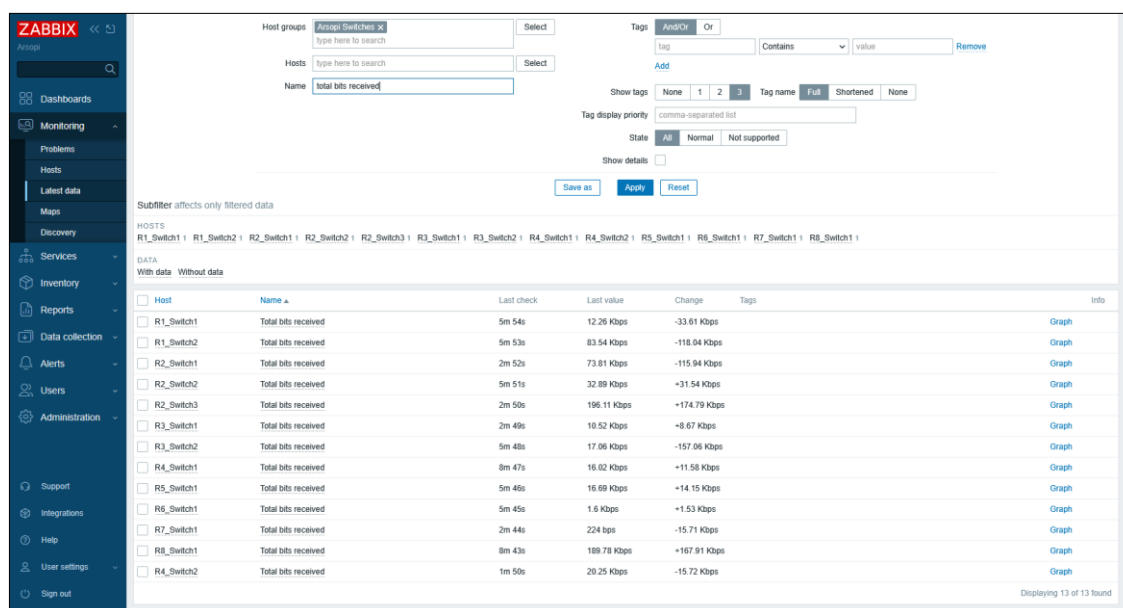 ZABBIX
Arsopi
Dashboards
Monitoring
Problems
Hosts
Latest data
Maps
Discovery
Services
Inventory
Reports
Data collection
Alerts
Users
Administration
Support
Integrations
Help
User settings
Sign out
Host groups Arsopi Switches Select
type here to search
Hosts type here to search Select
Name total bits received
Tags And/Or Or
tag Contains value Remove
Add
Show tags None 1 2 3 Tag name Full Shortened None
Tag display priority comma-separated list
State All Normal Not supported
Show details
Save as Apply Reset
Subfilter affects only filtered data
HOSTS
R1_Switch1 1 R1_Switch2 1 R2_Switch1 1 R2_Switch2 1 R2_Switch3 1 R3_Switch1 1 R3_Switch2 1 R4_Switch1 1 R4_Switch2 1 R5_Switch1 1 R6_Switch1 1 R7_Switch1 1 R8_Switch1 1
DATA
With data Without data
Host Name Last check Last value Change Tags Info
R1_Switch1 Total bits received 5m 54s 12.26 Kbps -33.61 Kbps Graph
R1_Switch2 Total bits received 5m 53s 83.54 Kbps -118.04 Kbps Graph
R2_Switch1 Total bits received 2m 52s 73.81 Kbps -115.94 Kbps Graph
R2_Switch2 Total bits received 5m 51s 32.89 Kbps +31.54 Kbps Graph
R2_Switch3 Total bits received 2m 50s 196.11 Kbps +174.79 Kbps Graph
R3_Switch1 Total bits received 2m 49s 10.52 Kbps +8.67 Kbps Graph
R3_Switch2 Total bits received 5m 48s 17.06 Kbps -157.06 Kbps Graph
R4_Switch1 Total bits received 8m 47s 16.02 Kbps +11.58 Kbps Graph
R5_Switch1 Total bits received 5m 46s 16.69 Kbps +14.15 Kbps Graph
R6_Switch1 Total bits received 5m 45s 1.6 Kbps +1.53 Kbps Graph
R7_Switch1 Total bits received 2m 44s 224 bps -15.71 Kbps Graph
R8_Switch1 Total bits received 8m 43s 189.78 Kbps +167.91 Kbps Graph
R4_Switch2 Total bits received 1m 50s 20.25 Kbps -15.72 Kbps Graph
Displaying 13 of 13 found